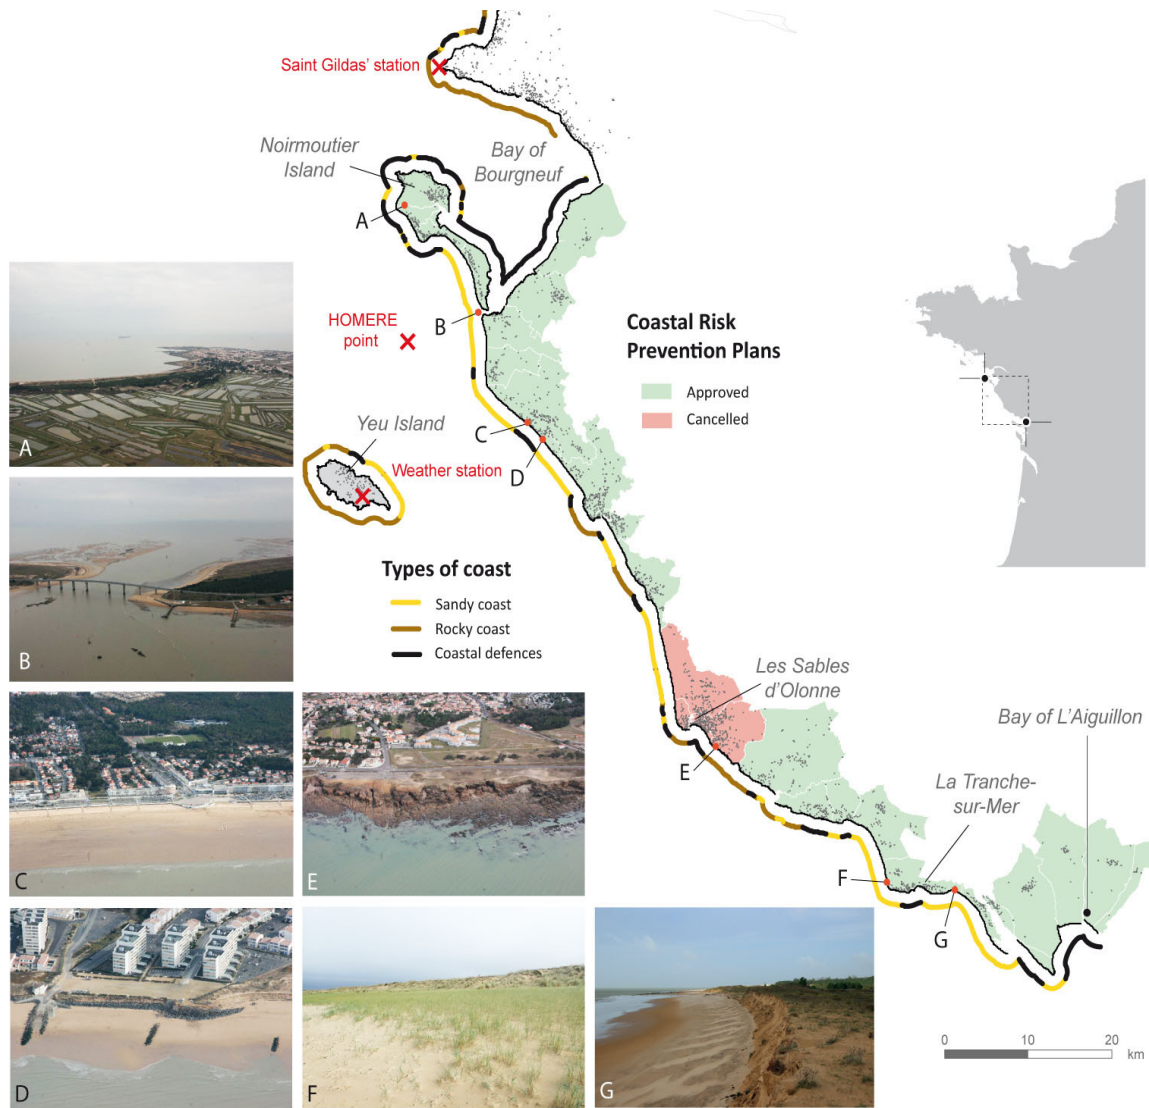 Saint Gildas' station
Noirmoutier
Island
Bay of
Bourgneuf
A
B
HOMERE
point
Coastal Risk
Prevention Plans
Approved
Cancelled
C
D
Yeu Island
Weather station
Types of coast
Sandy coast
Rocky coast
Coastal defences
Les Sables
d'Olonne
E
Bay of L'Aiguillon
La Tranche-
sur-Mer
F
G
0
10
20
km
A
B
C
E
D
F
G